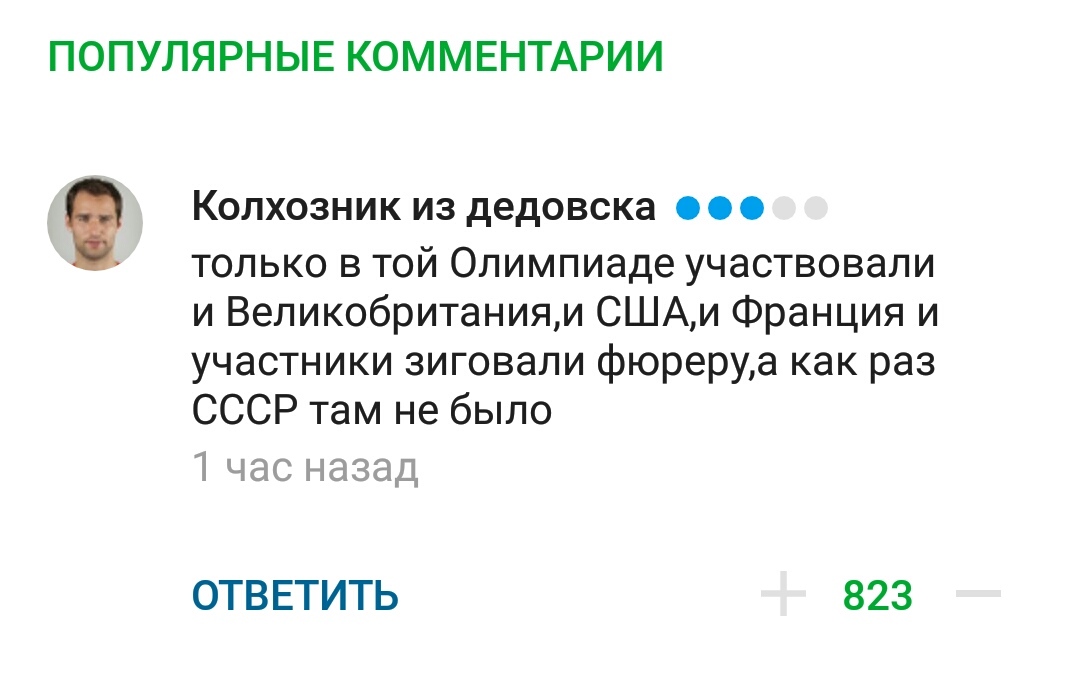 ПОПУЛЯРНЫЕ КОММЕНТАРИИ
Колхозник из дедовска
только в той Олимпиаде участвовали
и Великобритания,и США,и Франция и
участники зиговали фюреру,а как раз
СССР там не было
1 час назад
ОТВЕТИТЬ + 823 −